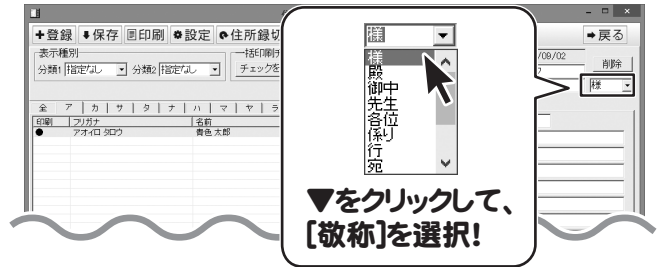 +登録 保存 印刷 設定 住所録切
戻る
表示種別
一括印刷
分類1 指定なし 分類2 指定なし
チェックを
/09/02
削除
様
全 ア カ サ タ ナ ハ マ ヤ ラ
印刷 フリガナ 名前
● アオイロ タロウ 青色 太郎
様
様
殿
御中
先生
各位
係り
行
宛
▼をクリックして、
[敬称]を選択!